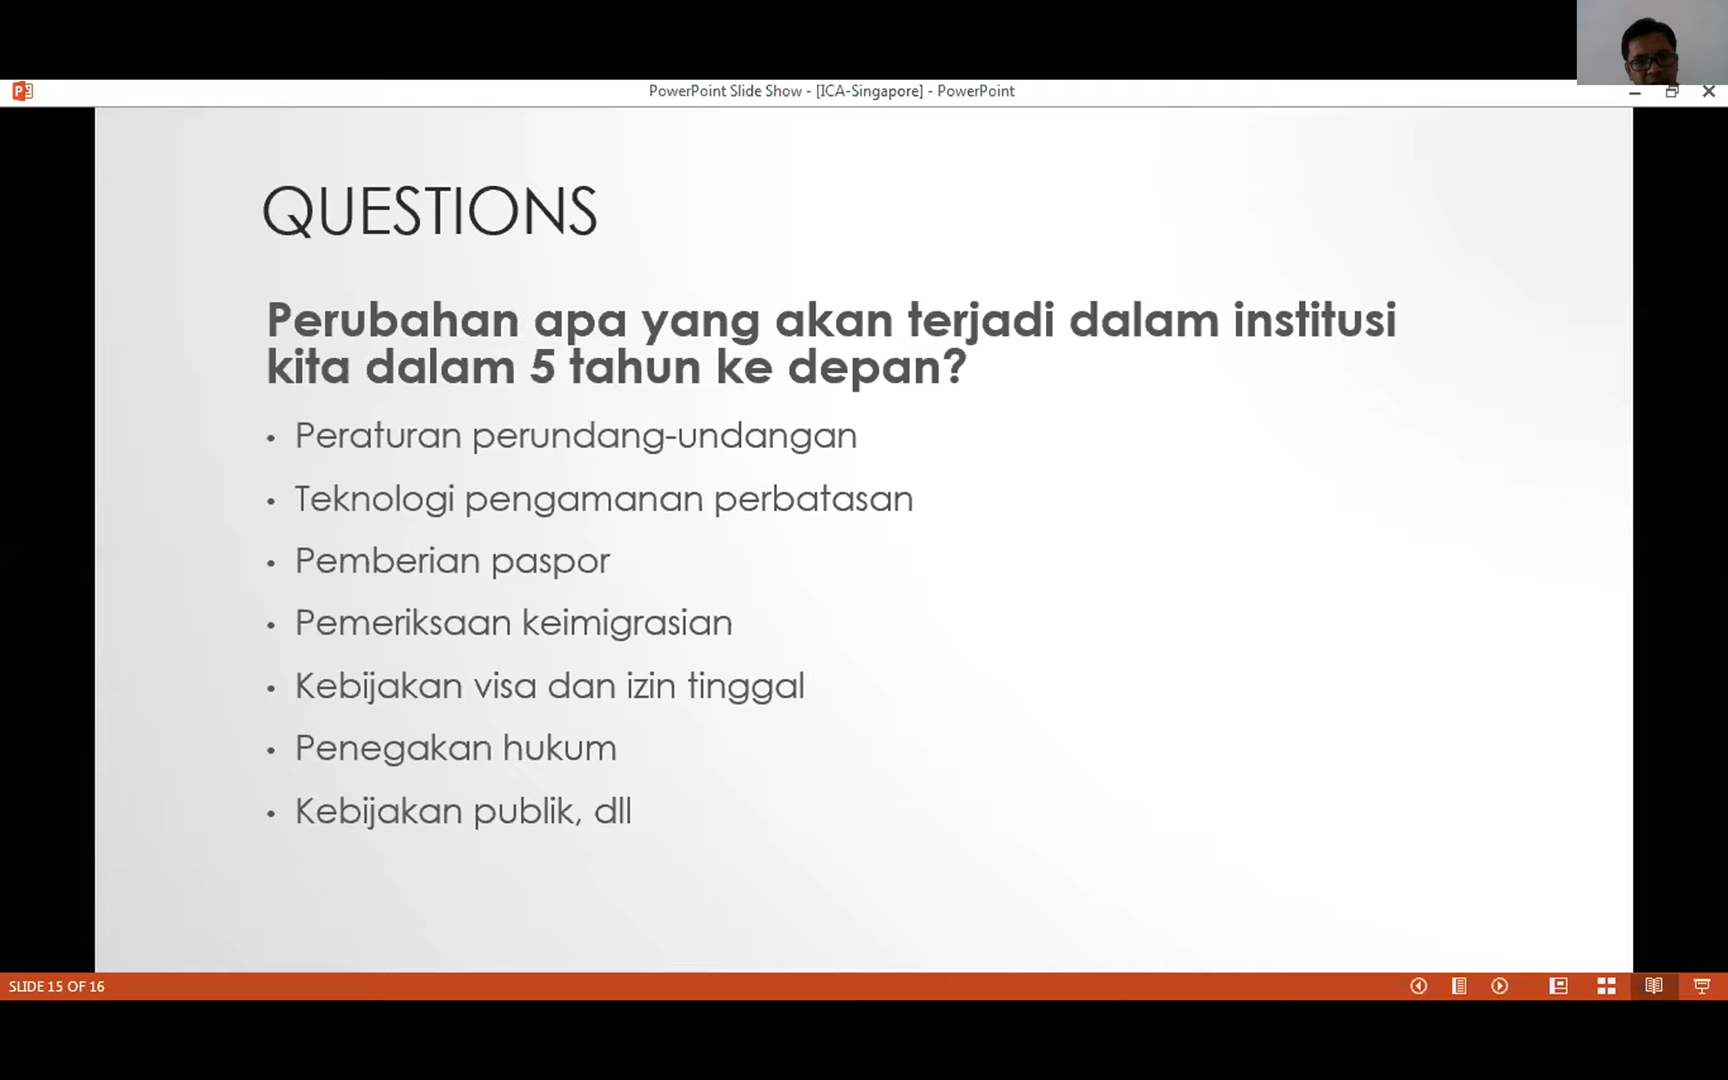 PowerPoint Slide Show - [ICA-Singapore] - PowerPoint
QUESTIONS
Perubahan apa yang akan terjadi dalam institusi
kita dalam 5 tahun ke depan?
• Peraturan perundang-undangan
• Teknologi pengamanan perbatasan
• Pemberian paspor
• Pemeriksaan keimigrasian
• Kebijakan visa dan izin tinggal
• Penegakan hukum
• Kebijakan publik, dll
SLIDE 15 OF 16